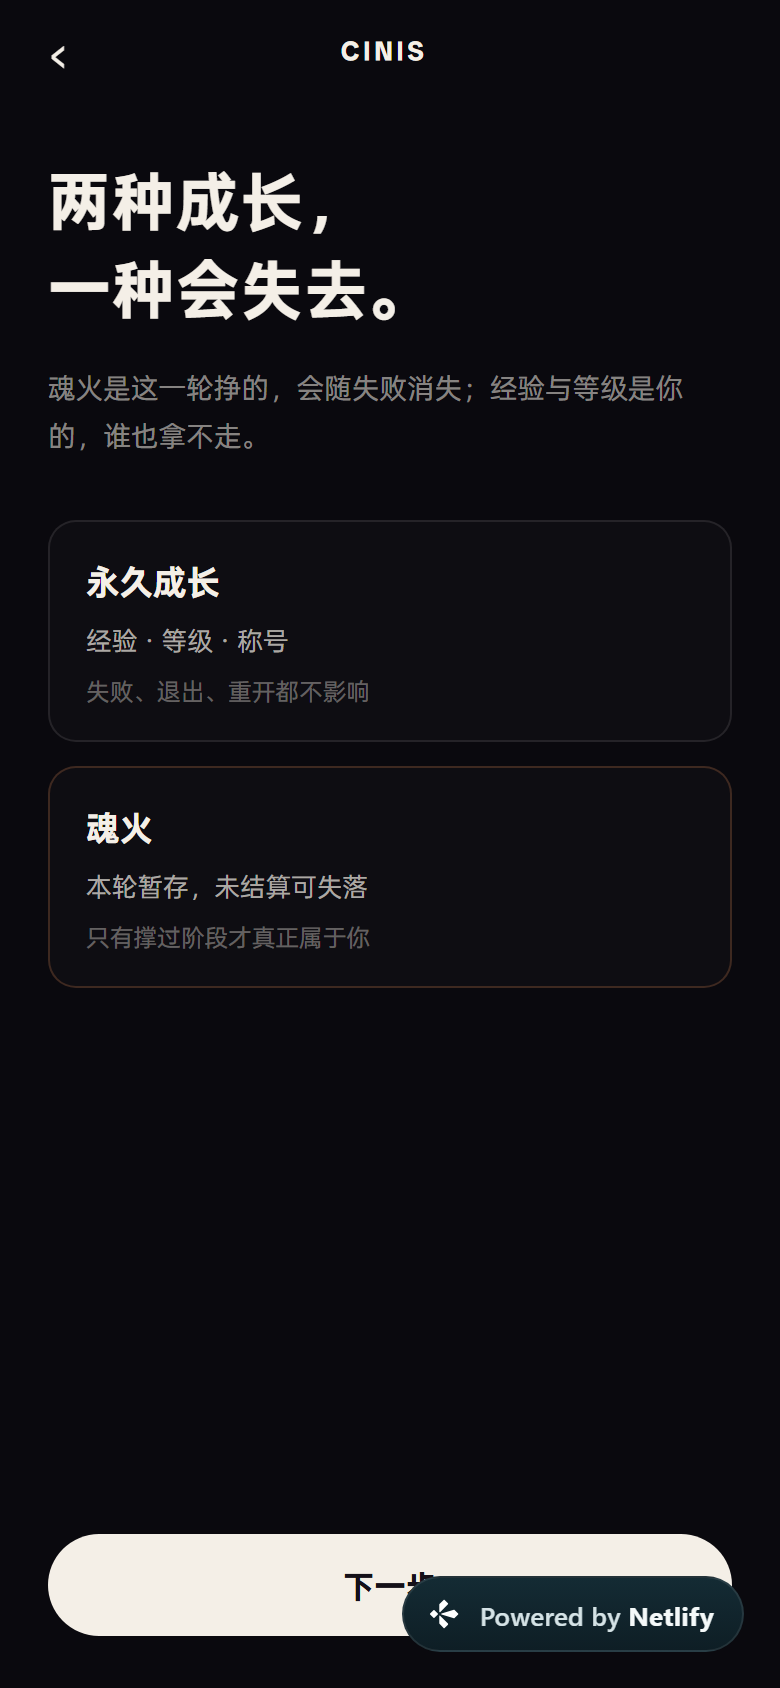 CINIS
两种成长，
一种会失去。
魂火是这一轮挣的，会随失败消失；经验与等级是你
的，谁也拿不走。
永久成长
经验 · 等级 · 称号
失败、退出、重开都不影响
魂火
本轮暂存，未结算可失落
只有撑过阶段才真正属于你
下一步
Powered by Netlify